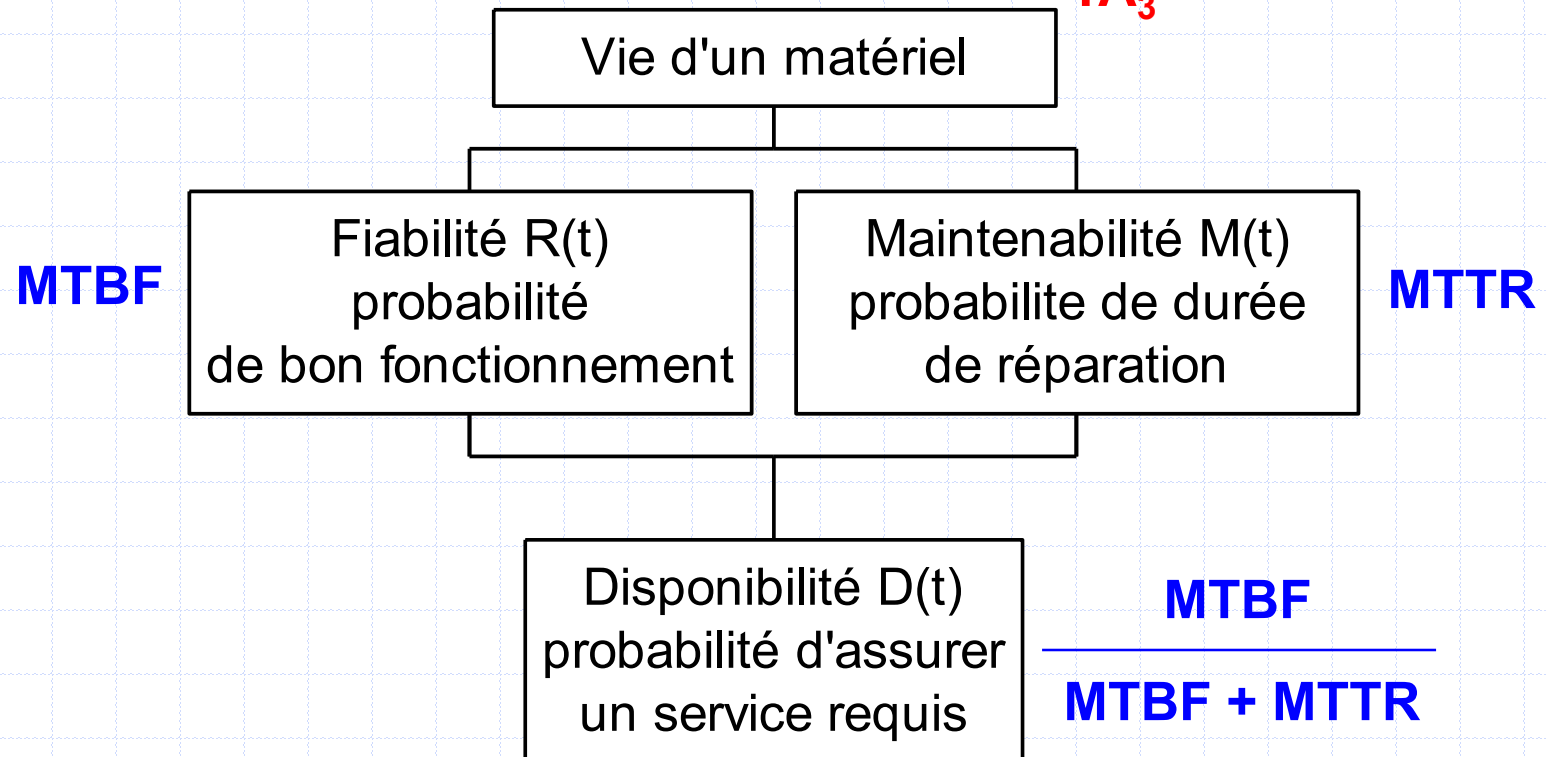 Vie d'un matériel
MTBF
Fiabilité R(t)
probabilité
de bon fonctionnement
Maintenabilité M(t)
probabilite de durée
de réparation
MTTR
Disponibilité D(t)
probabilité d'assurer
un service requis
MTBF
MTBF + MTTR